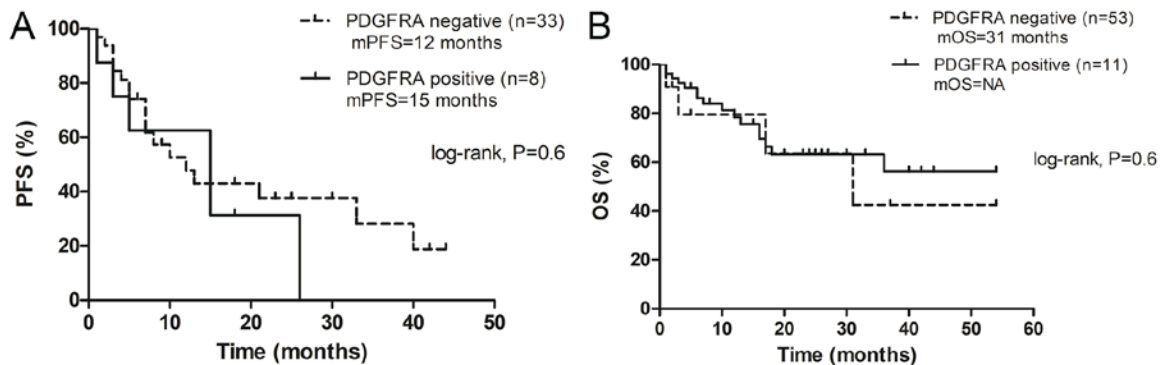 A
PDGFRA negative (n=33)
mPFS=12 months
PDGFRA positive (n=8)
mPFS=15 months
log-rank, P=0.6
PFS (%)
100
80
60
40
20
0
0 10 20 30 40 50
Time (months)
B
PDGFRA negative (n=53)
mOS=31 months
PDGFRA positive (n=11)
mOS=NA
log-rank, P=0.6
OS (%)
100
80
60
40
20
0
0 10 20 30 40 50 60
Time (months)